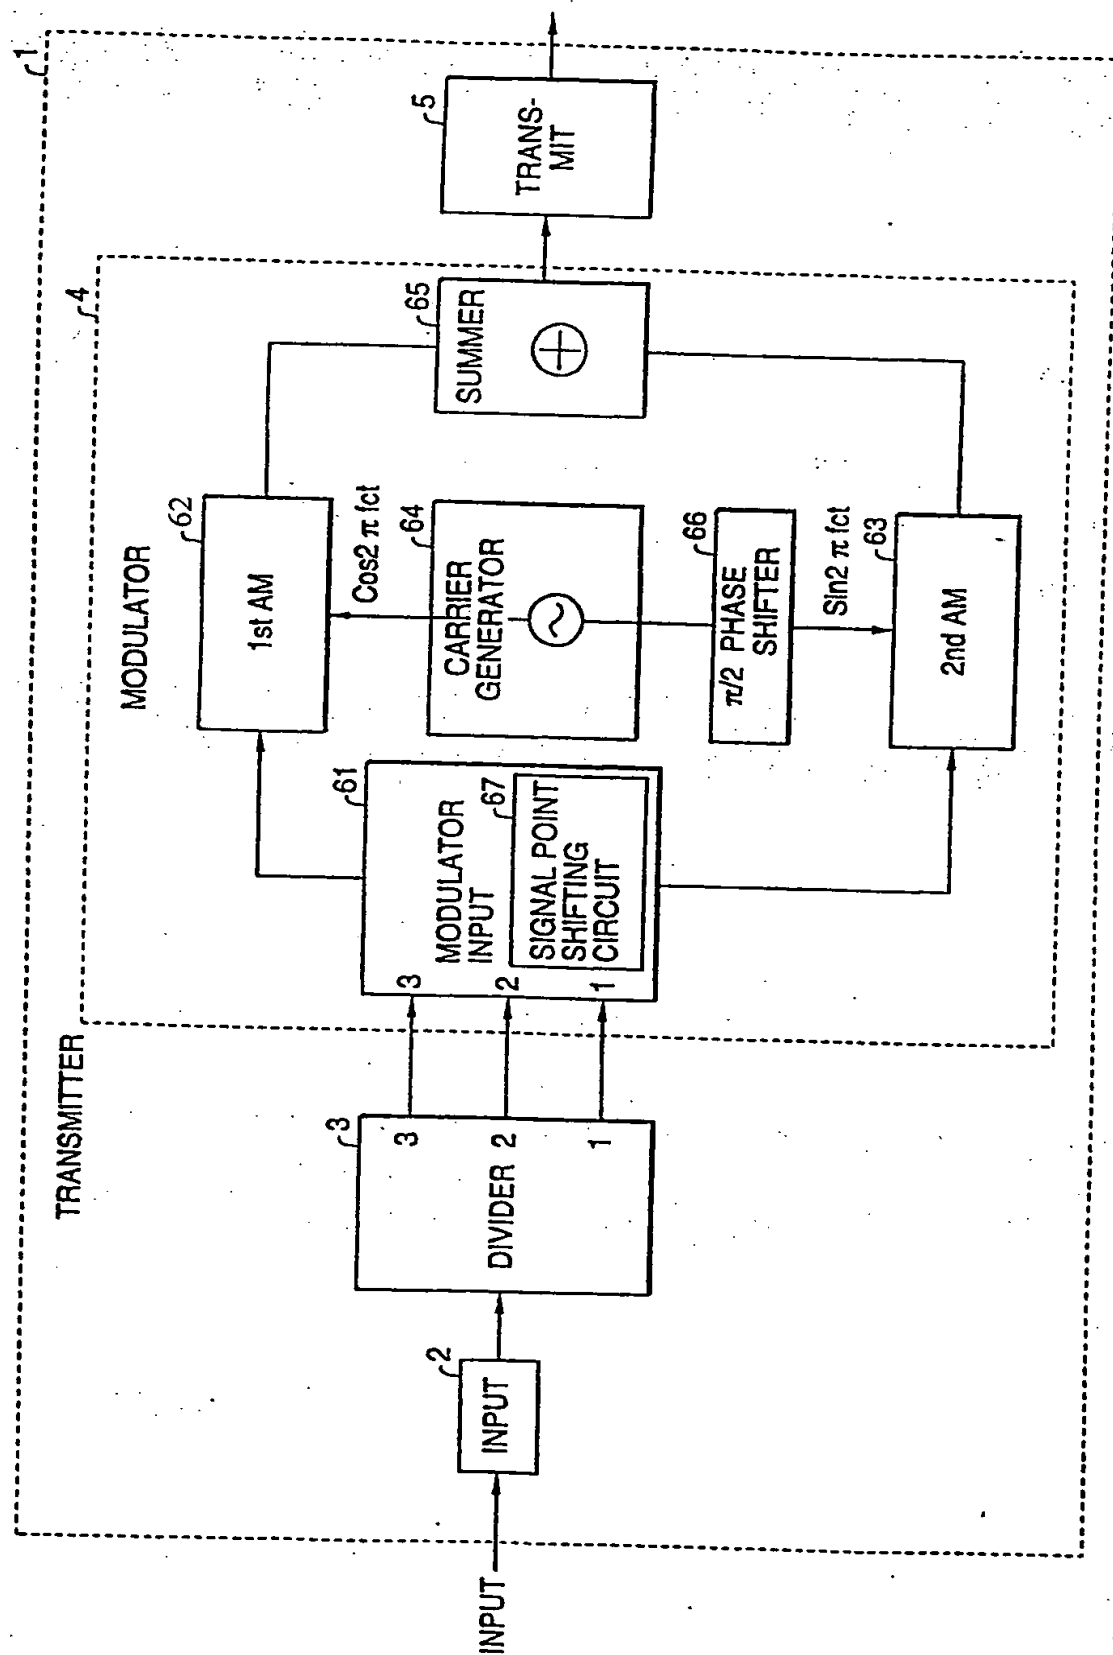 1
TRANSMITTER
4
MODULATOR
INPUT
2
INPUT
3
DIVIDER
3
2
1
61
MODULATOR
INPUT
3
2
1
67
SIGNAL POINT
SHIFTING
CIRCUIT
62
1st AM
Cos2 π fct
64
CARRIER
GENERATOR
~
66
π/2 PHASE
SHIFTER
Sin2 π fct
63
2nd AM
65
SUMMER
+
5
TRANS-
MIT